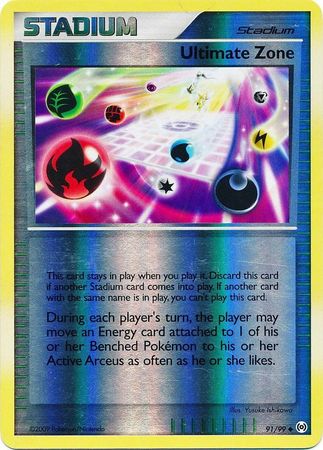 STADIUM
Stadium
Ultimate Zone
This card stays in play when you play it. Discard this card
if another Stadium card comes into play. If another card
with the same name is in play, you can't play this card.
During each player's turn, the player may
move an Energy card attached to 1 of his
or her Benched Pokémon to his or her
Active Arceus as often as he or she likes.
Illus. Yusuke Ishikawa
©2009 Pokémon/Nintendo
91/99